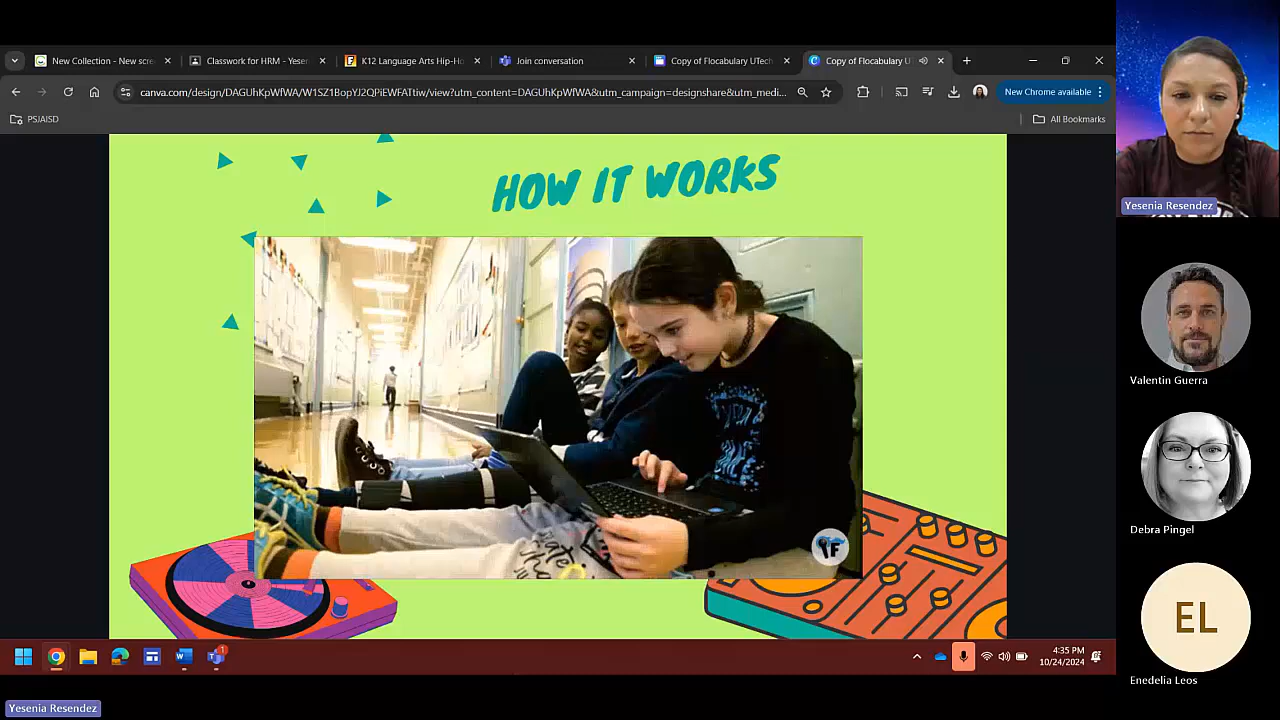 New Collection - New scre
Classwork for HRM - Yesen
K12 Language Arts Hip-Ho
Join conversation
Copy of Flocabulary UTech
Copy of Flocabulary U
canva.com/design/DAGUhKpWfWA/W1SZ1BopYJ2QPiEWFATtiw/view?utm_content=DAGUhKpWfWA&utm_campaign=designshare&utm_medi...
New Chrome available
PSJAISD
All Bookmarks
HOW IT WORKS
F
4:35 PM
10/24/2024
Yesenia Resendez
Valentin Guerra
Debra Pingel
EL
Enedelia Leos
Yesenia Resendez